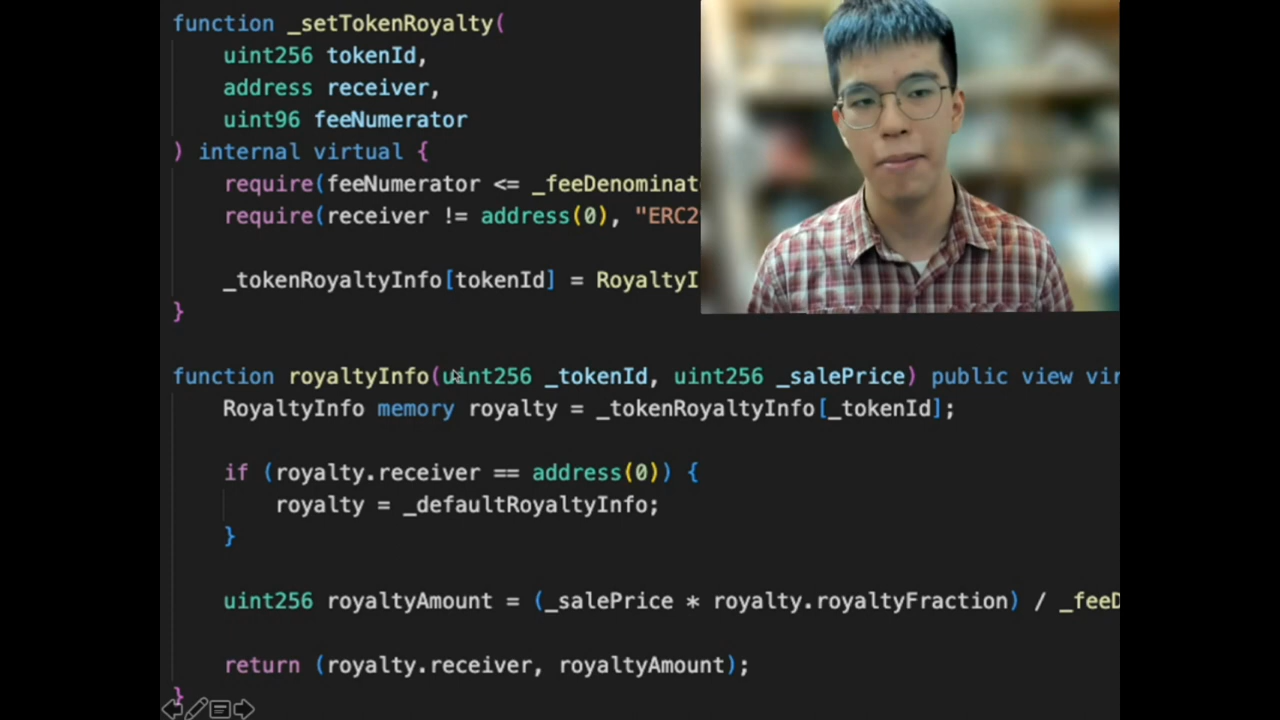 function _setTokenRoyalty(
uint256 tokenId,
address receiver,
uint96 feeNumerator
) internal virtual {
require(feeNumerator <= _feeDenominat
require(receiver != address(0), "ERC2
_tokenRoyaltyInfo[tokenId] = RoyaltyI
}
function royaltyInfo(uint256 _tokenId, uint256 _salePrice) public view vir
RoyaltyInfo memory royalty = _tokenRoyaltyInfo[_tokenId];
if (royalty.receiver == address(0)) {
royalty = _defaultRoyaltyInfo;
}
uint256 royaltyAmount = (_salePrice * royalty.royaltyFraction) / _feeD
return (royalty.receiver, royaltyAmount);
}